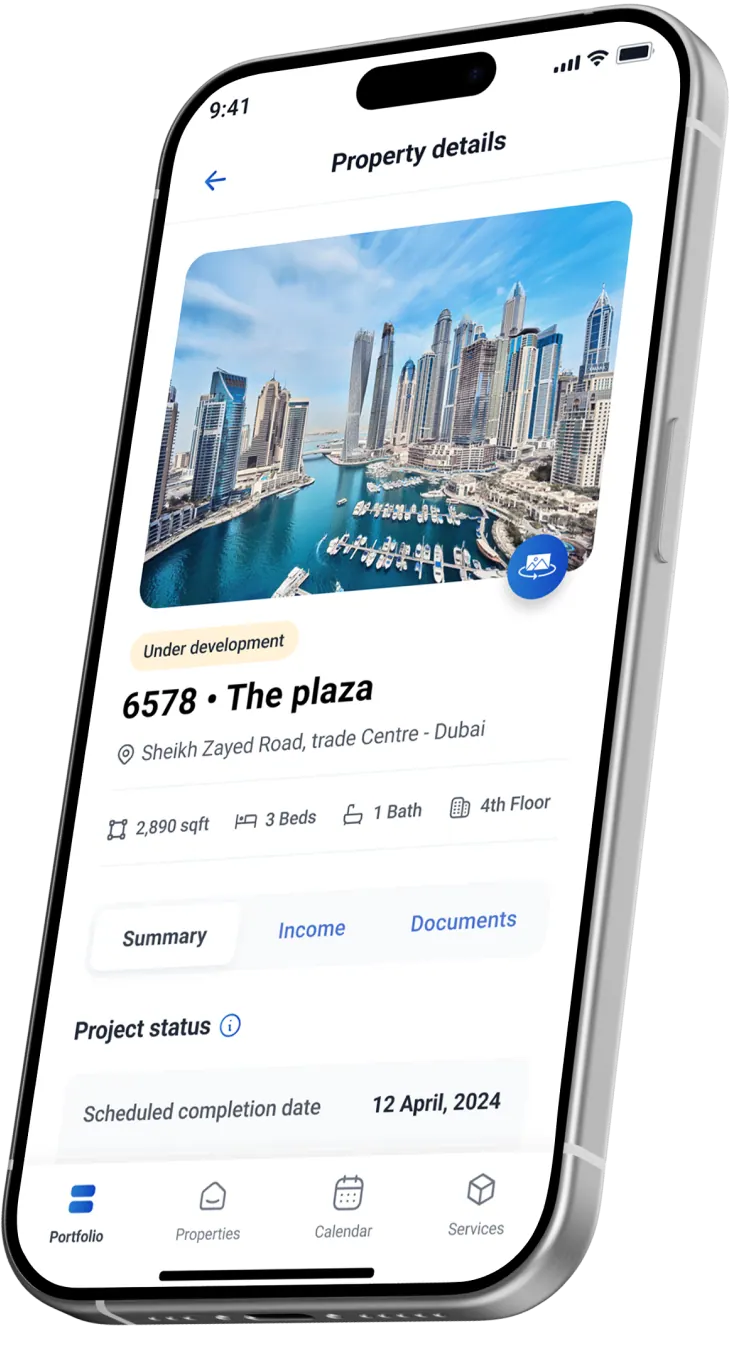 9:41
Property details
Under development
6578 • The plaza
Sheikh Zayed Road, trade Centre - Dubai
2,890 sqft 3 Beds 1 Bath 4th Floor
Summary Income Documents
Project status
Scheduled completion date 12 April, 2024
Portfolio Properties Calendar Services